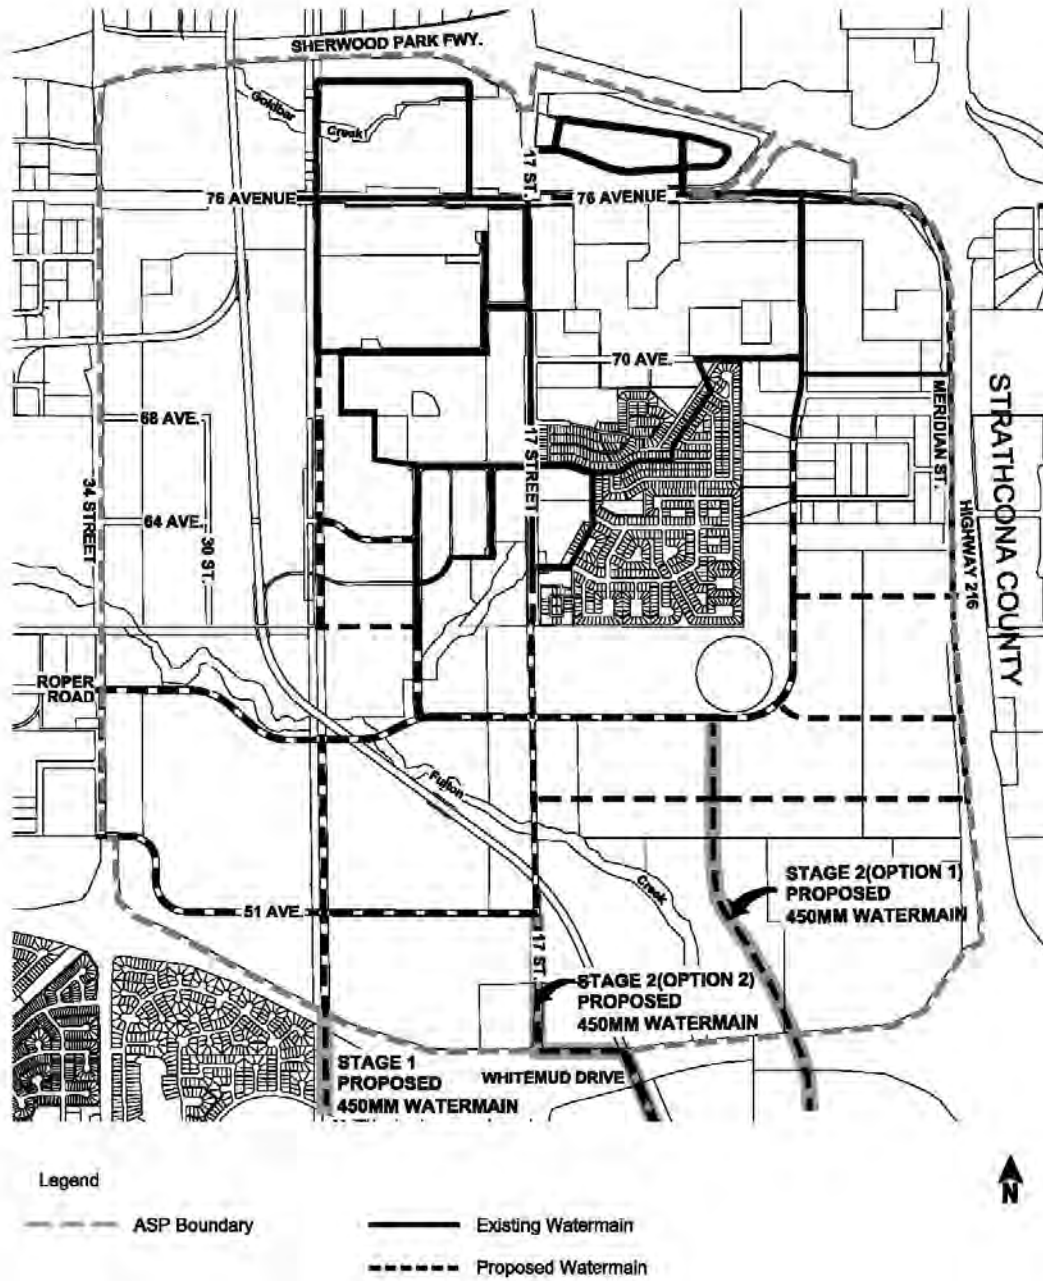 SHERWOOD PARK FWY.
Goldbar
Creek
17 ST.
76 AVENUE
76 AVENUE
70 AVE.
68 AVE.
17 STREET
MERIDIAN ST.
STRATHCONA COUNTY
34 STREET
64 AVE.
30 ST.
HIGHWAY 216
ROPER
ROAD
Fulton
Creek
STAGE 2(OPTION 1)
PROPOSED
450MM WATERMAIN
51 AVE.
17 ST.
STAGE 2(OPTION 2)
PROPOSED
450MM WATERMAIN
STAGE 1
PROPOSED
450MM WATERMAIN
WHITEMUD DRIVE
Legend
N
ASP Boundary
Existing Watermain
Proposed Watermain